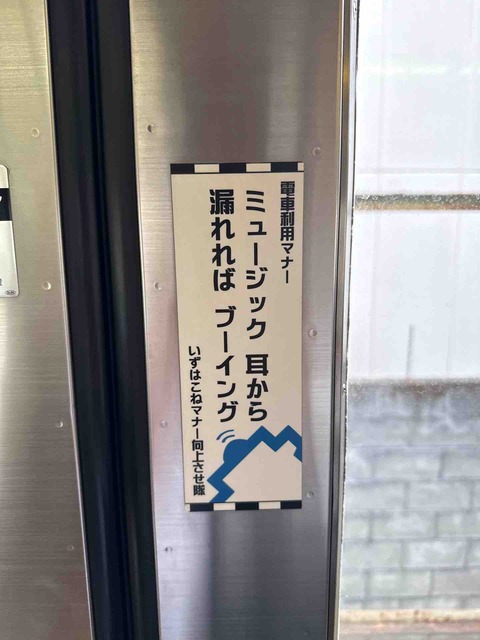 電車利用マナー
ミュージック 耳から
漏れれば ブーイング
いずはこねマナー向上させ隊